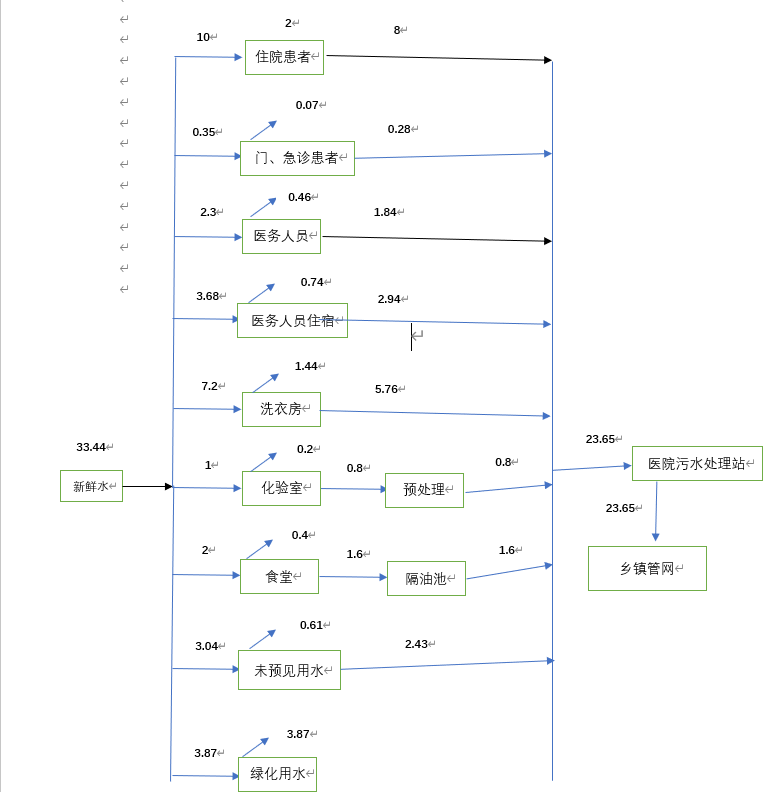 2
10
8
住院患者
0.07
0.35
0.28
门、急诊患者
0.46
2.3
1.84
医务人员
0.74
3.68
2.94
医务人员住宿
1.44
7.2
5.76
洗衣房
33.44
新鲜水
0.2
1
0.8
0.8
化验室
预处理
23.65
医院污水处理站
23.65
乡镇管网
0.4
2
1.6
1.6
食堂
隔油池
0.61
3.04
2.43
未预见用水
3.87
3.87
绿化用水